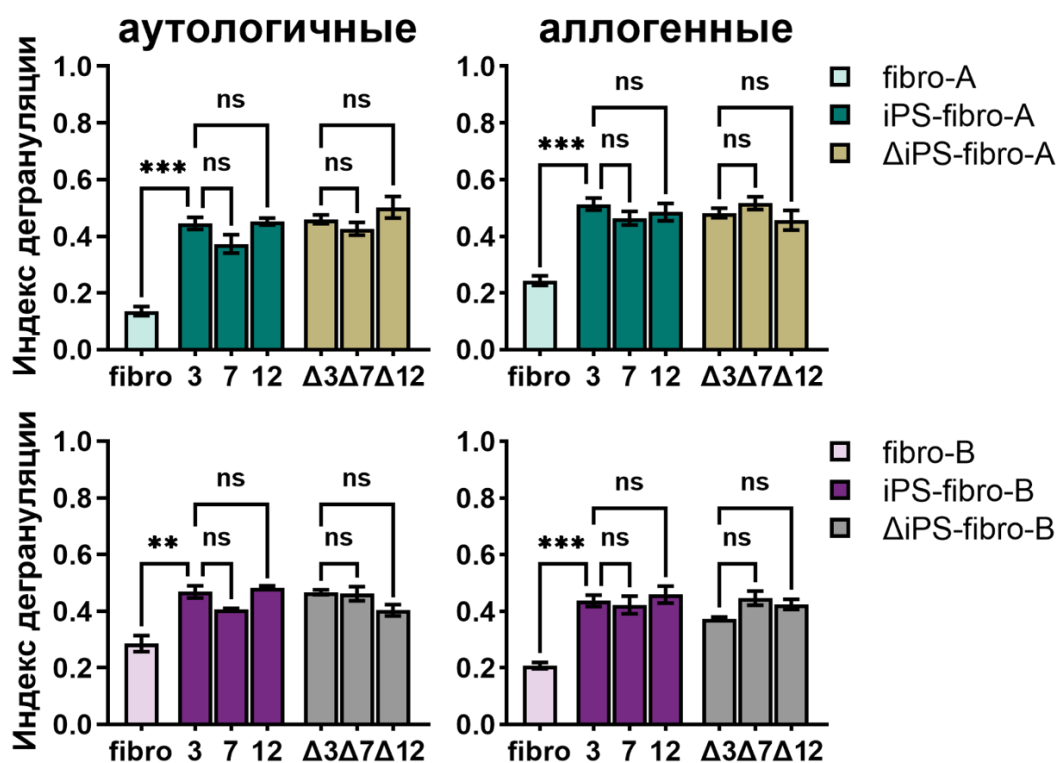 аутологичные
аллогенные
Индекс дегрануляции
1.0
0.8
0.6
0.4
0.2
0.0
***
ns
ns
ns
ns
fibro 3 7 12 Δ3Δ7Δ12
1.0
0.8
0.6
0.4
0.2
0.0
***
ns
ns
ns
ns
fibro 3 7 12 Δ3Δ7Δ12
fibro-A
iPS-fibro-A
ΔiPS-fibro-A
Индекс дегрануляции
1.0
0.8
0.6
0.4
0.2
0.0
**
ns
ns
ns
ns
fibro 3 7 12 Δ3Δ7Δ12
1.0
0.8
0.6
0.4
0.2
0.0
***
ns
ns
ns
ns
fibro 3 7 12 Δ3Δ7Δ12
fibro-B
iPS-fibro-B
ΔiPS-fibro-B